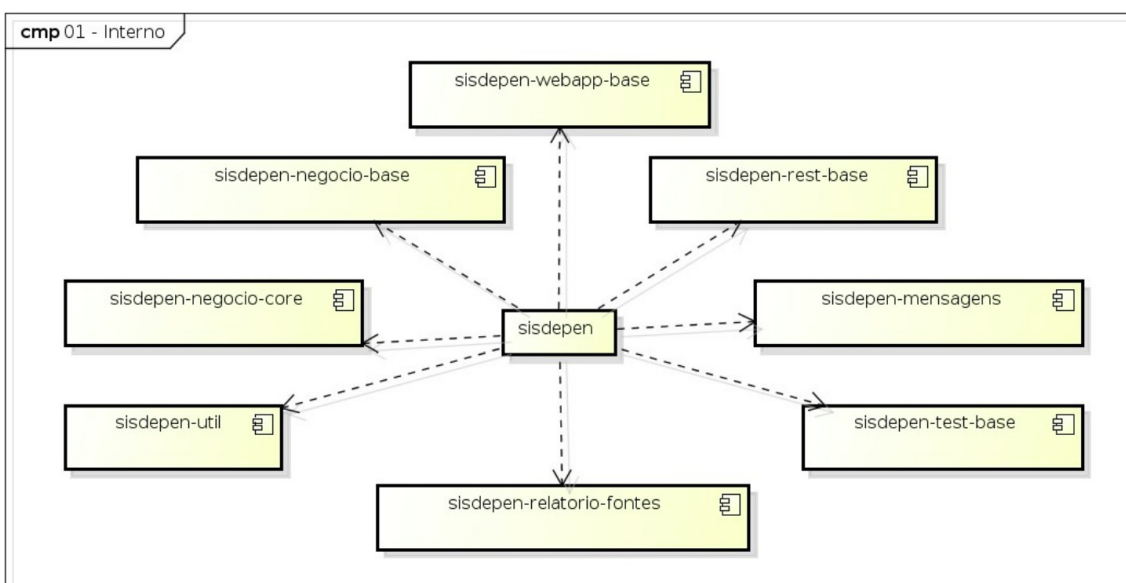 cmp 01 - Interno
sisdepen-webapp-base
sisdepen-negocio-base
sisdepen-rest-base
sisdepen-negocio-core
sisdepen-mensagens
sisdepen
sisdepen-util
sisdepen-test-base
sisdepen-relatorio-fontes